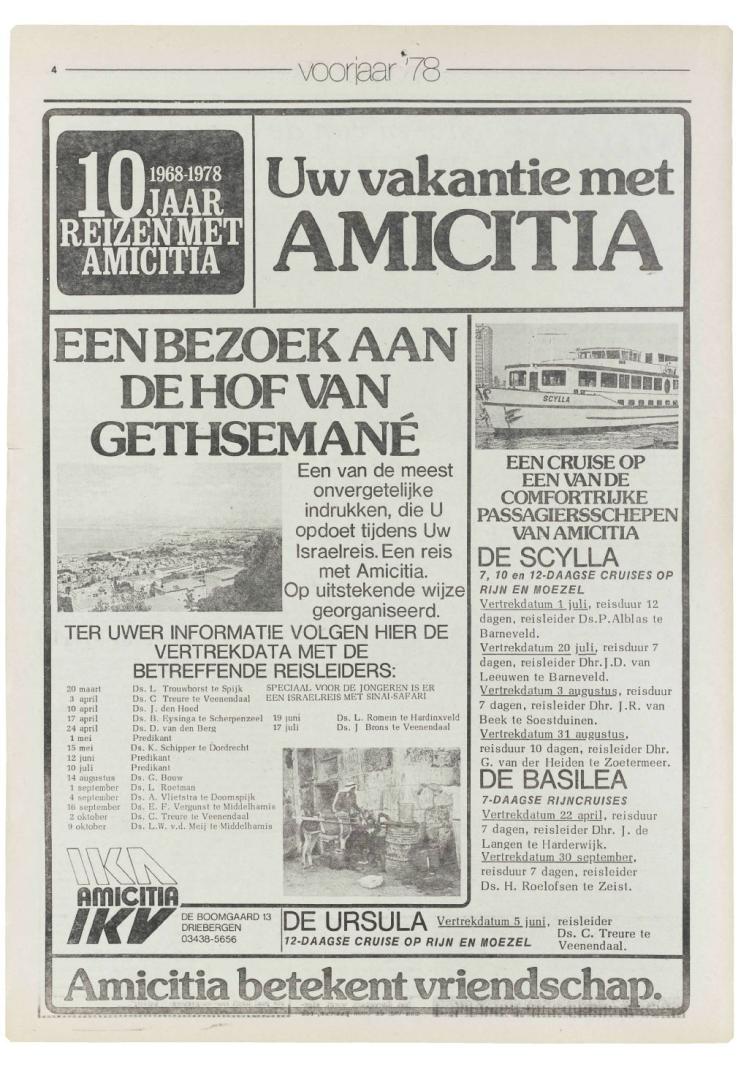 4
voorjaar '78
10
1968-1978
JAAR
REIZEN MET
AMICITIA
Uw vakantie met
AMICITIA
EEN BEZOEK AAN
DE HOF VAN
GETHSEMANÉ
Een van de meest
onvergetelijke
indrukken, die U
opdoet tijdens Uw
Israelreis. Een reis
met Amicitia.
Op uitstekende wijze
georganiseerd.
TER UWER INFORMATIE VOLGEN HIER DE
VERTREKDATA MET DE
BETREFFENDE REISLEIDERS:
20 maart Ds. L. Trouwborst te Spijk
3 april Ds. C Treure te Veenendaal
10 april Ds. J. den Hoed
17 april Ds. B. Eysinga te Scherpenzeel
24 april Ds. D. van den Berg
1 mei Predikant
15 mei Ds. K. Schipper te Dordrecht
12 juni Predikant
10 juli Predikant
14 augustus Ds. G. Bouw
1 september Ds. L. Roetman
4 september Ds. A. Vlietstra te Doornspijk
16 september Ds. E. F. Vergunst te Middelharnis
2 oktober Ds. C. Treure te Veenendaal
9 oktober Ds. L.W. v.d. Meij te Middelharnis
SPECIAAL VOOR DE JONGEREN IS ER
EEN ISRAELREIS MET SINAI-SAFARI
19 juni Ds. L. Romein te Hardinxveld
17 juli Ds. J Brons te Veenendaal
IKA
AMICITIA
IKV
DE BOOMGAARD 13
DRIEBERGEN
03438-5656
SCYLLA
EEN CRUISE OP
EEN VAN DE
COMFORTRIJKE
PASSAGIERSSCHEPEN
VAN AMICITIA
DE SCYLLA
7, 10 en 12-DAAGSE CRUISES OP
RIJN EN MOEZEL
Vertrekdatum 1 juli, reisduur 12
dagen, reisleider Ds.P.Alblas te
Barneveld.
Vertrekdatum 20 juli, reisduur 7
dagen, reisleider Dhr.J.D. van
Leeuwen te Barneveld.
Vertrekdatum 3 augustus, reisduur
7 dagen, reisleider Dhr. J.R. van
Beek te Soestduinen.
Vertrekdatum 31 augustus,
reisduur 10 dagen, reisleider Dhr.
G. van der Heiden te Zoetermeer.
DE BASILEA
7-DAAGSE RIJNCRUISES
Vertrekdatum 22 april, reisduur
7 dagen, reisleider Dhr. J. de
Langen te Harderwijk.
Vertrekdatum 30 september,
reisduur 7 dagen, reisleider
Ds. H. Roelofsen te Zeist.
DE URSULA
12-DAAGSE CRUISE OP RIJN EN MOEZEL
Vertrekdatum 5 juni, reisleider
Ds. C. Treure te
Veenendaal.
Amicitia betekent vriendschap.